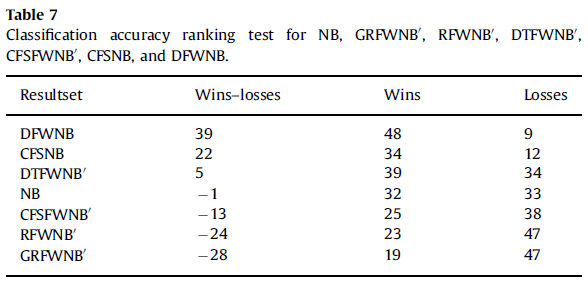 Table 7
Classification accuracy ranking test for NB, GRFWNB′, RFWNB′, DTFWNB′,
CFSFWNB′, CFSNB, and DFWNB.
Resultset Wins–losses Wins Losses
DFWNB 39 48 9
CFSNB 22 34 12
DTFWNB′ 5 39 34
NB −1 32 33
CFSFWNB′ −13 25 38
RFWNB′ −24 23 47
GRFWNB′ −28 19 47